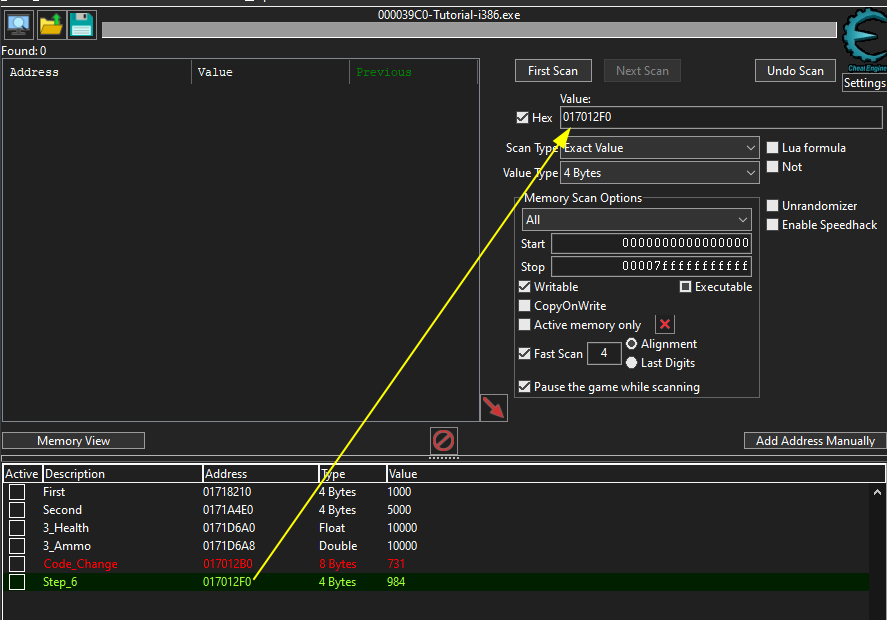 000039C0-Tutorial-i386.exe
Found: 0
Address Value Previous
First Scan Next Scan Undo Scan
Cheat Engine
Settings
Value:
Hex 017012F0
Scan Type Exact Value Lua formula
Not
Value Type 4 Bytes
Memory Scan Options
All
Unrandomizer
Enable Speedhack
Start 0000000000000000
Stop 00007fffffffffff
Writable Executable
CopyOnWrite
Active memory only
Fast Scan 4 Alignment
Last Digits
Pause the game while scanning
Memory View Add Address Manually
Active Description Address Type Value
First 01718210 4 Bytes 1000
Second 0171A4E0 4 Bytes 5000
3_Health 0171D6A0 Float 10000
3_Ammo 0171D6A8 Double 10000
Code_Change 017012B0 8 Bytes 731
Step_6 017012F0 4 Bytes 984